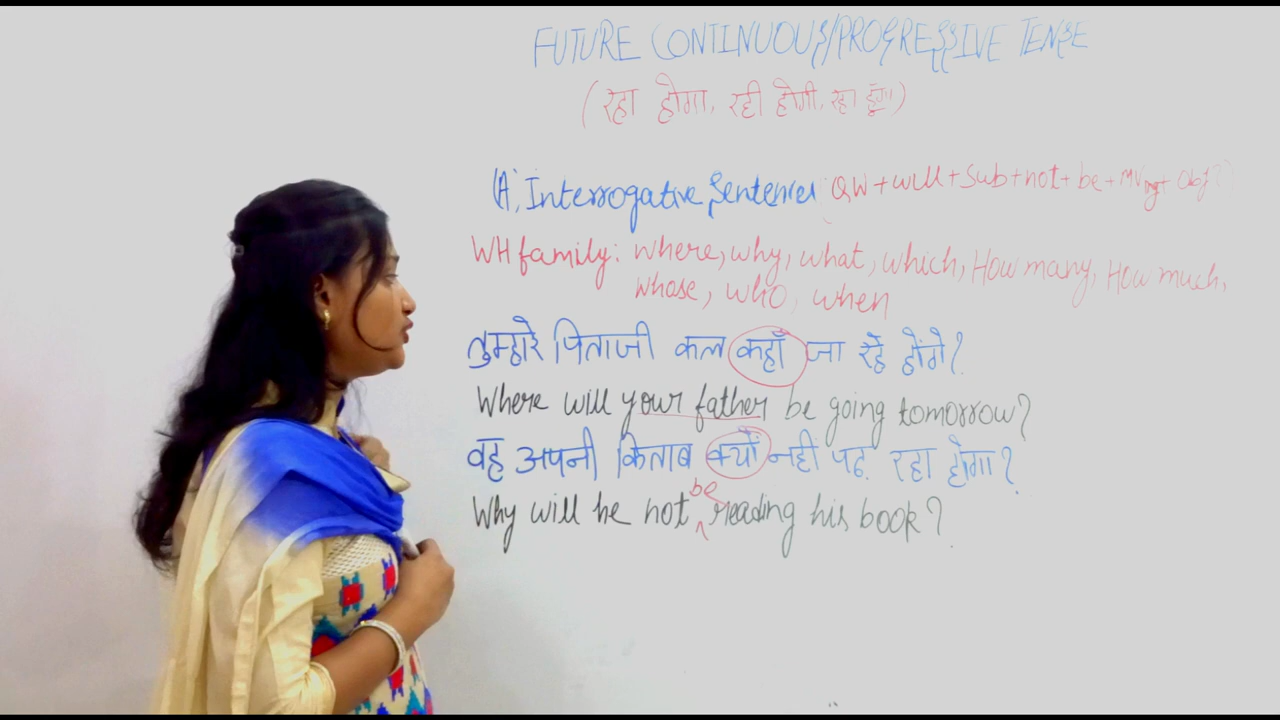 FUTURE CONTINUOUS/PROGRESSIVE TENSE
(रहा होगा, रही होगी, रहा हूँगा)
(A) Interrogative Sentences: QW + will + Sub + not + be + MVing + Obj?
WH family: where, why, what, which, How many, How much,
whose, who, when
तुम्हारे पिताजी कल कहाँ जा रहे होंगे?
Where will your father be going tomorrow?
वह अपनी किताब क्यों नही पढ़ रहा होगा?
be
Why will he not reading his book?